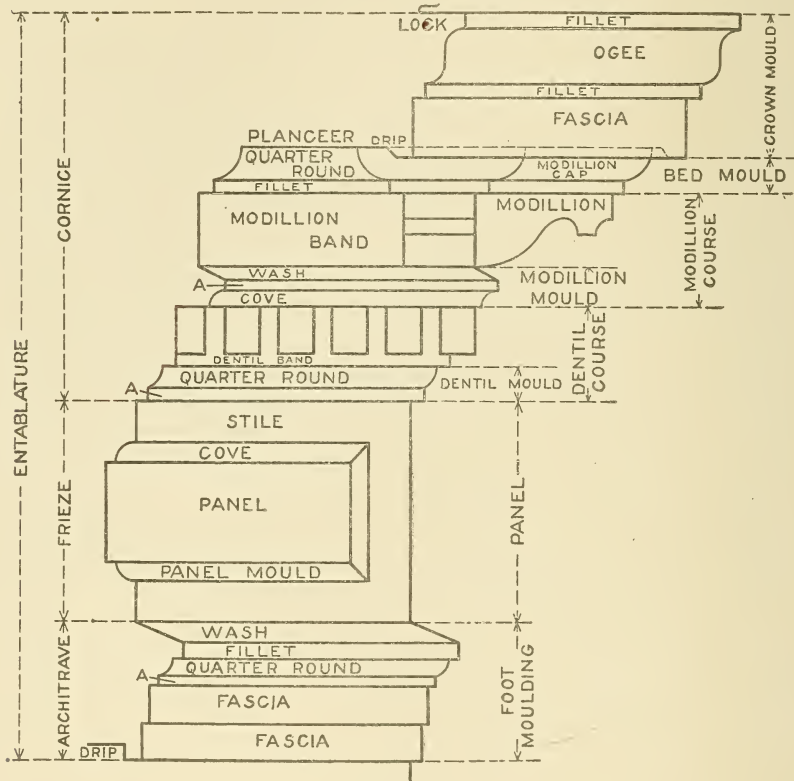 LOCK
FILLET
OGEE
FILLET
FASCIA
CROWN MOULD
PLANCEER
DRIP
QUARTER
ROUND
MODILLION
CAP
BED MOULD
FILLET
MODILLION
BAND
MODILLION
MODILLION
COURSE
CORNICE
WASH
A
MODILLION
MOULD
COVE
DENTIL BAND
DENTIL
COURSE
QUARTER ROUND
DENTIL MOULD
A
ENTABLATURE
STILE
COVE
PANEL
PANEL
FRIEZE
PANEL MOULD
WASH
FILLET
QUARTER ROUND
A
FASCIA
FOOT
MOULDING
ARCHITRAVE
FASCIA
DRIP